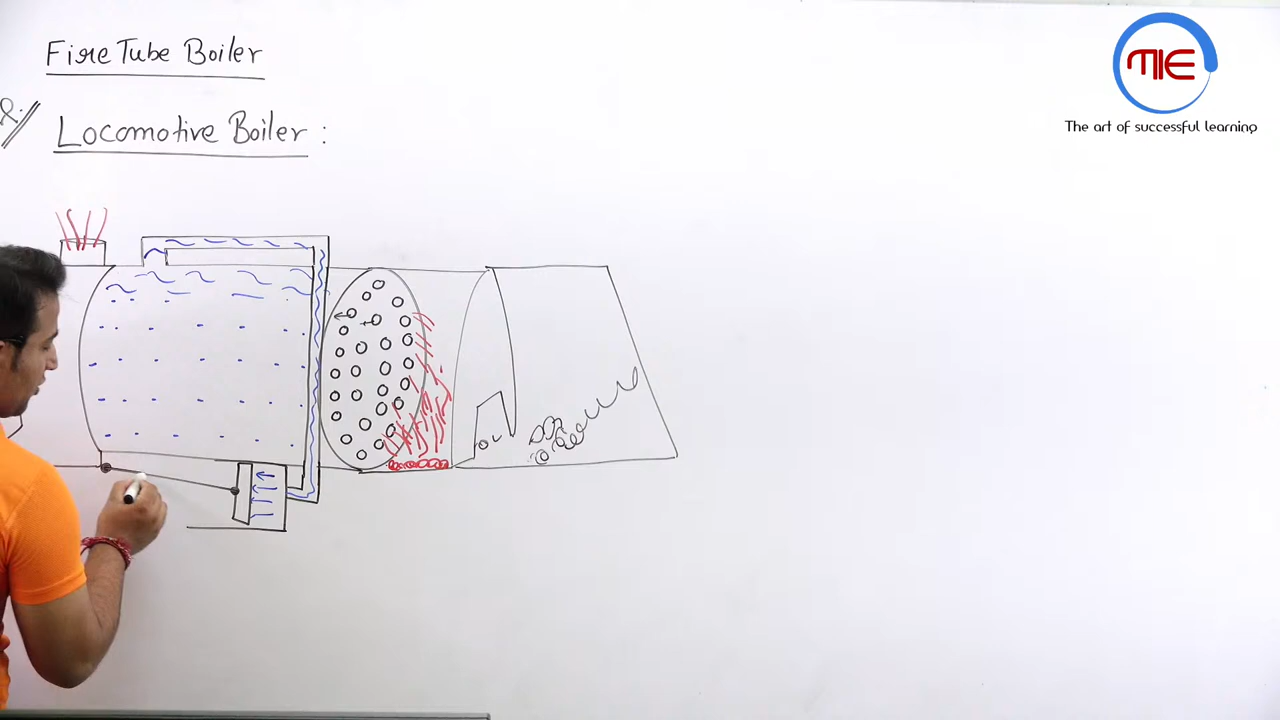 Fire Tube Boiler
Q.
Locomotive Boiler :
MIE
The art of successful learning